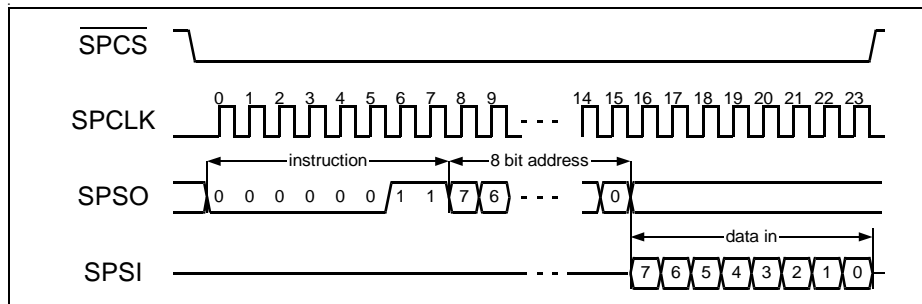 SPCS
0 1 2 3 4 5 6 7 8 9 14 15 16 17 18 19 20 21 22 23
SPCLK
instruction 8 bit address
SPSO 0 0 0 0 0 0 1 1 7 6 0
data in
SPSI 7 6 5 4 3 2 1 0